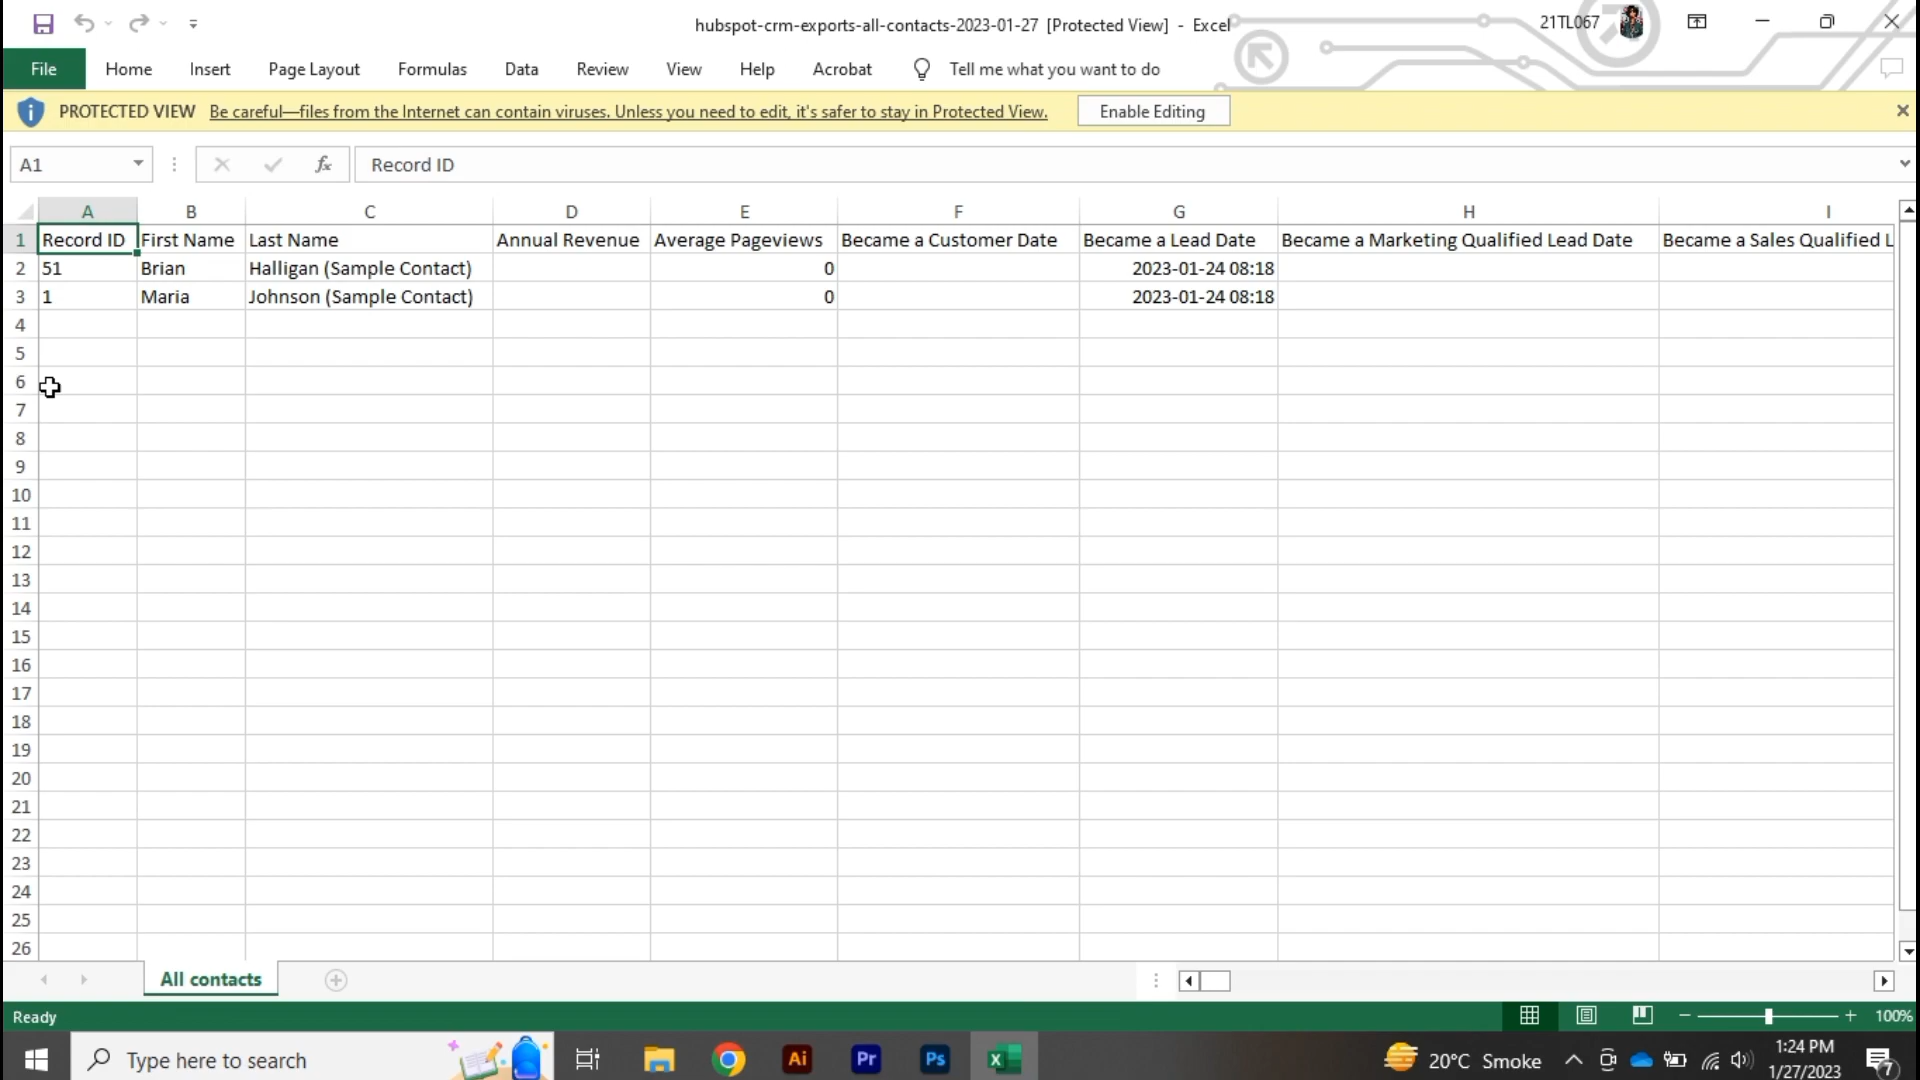 hubspot-crm-exports-all-contacts-2023-01-27 [Protected View] - Excel
21TL067
File Home Insert Page Layout Formulas Data Review View Help Acrobat Tell me what you want to do
PROTECTED VIEW Be careful—files from the Internet can contain viruses. Unless you need to edit, it's safer to stay in Protected View. Enable Editing
A1 fx Record ID
A B C D E F G H I
1 Record ID First Name Last Name Annual Revenue Average Pageviews Became a Customer Date Became a Lead Date Became a Marketing Qualified Lead Date Became a Sales Qualified L
2 51 Brian Halligan (Sample Contact) 0 2023-01-24 08:18
3 1 Maria Johnson (Sample Contact) 0 2023-01-24 08:18
4
5
6
7
8
9
10
11
12
13
14
15
16
17
18
19
20
21
22
23
24
25
26
All contacts
Ready
100%
Type here to search
Ai Pr Ps X
20°C Smoke
1:24 PM
1/27/2023
7